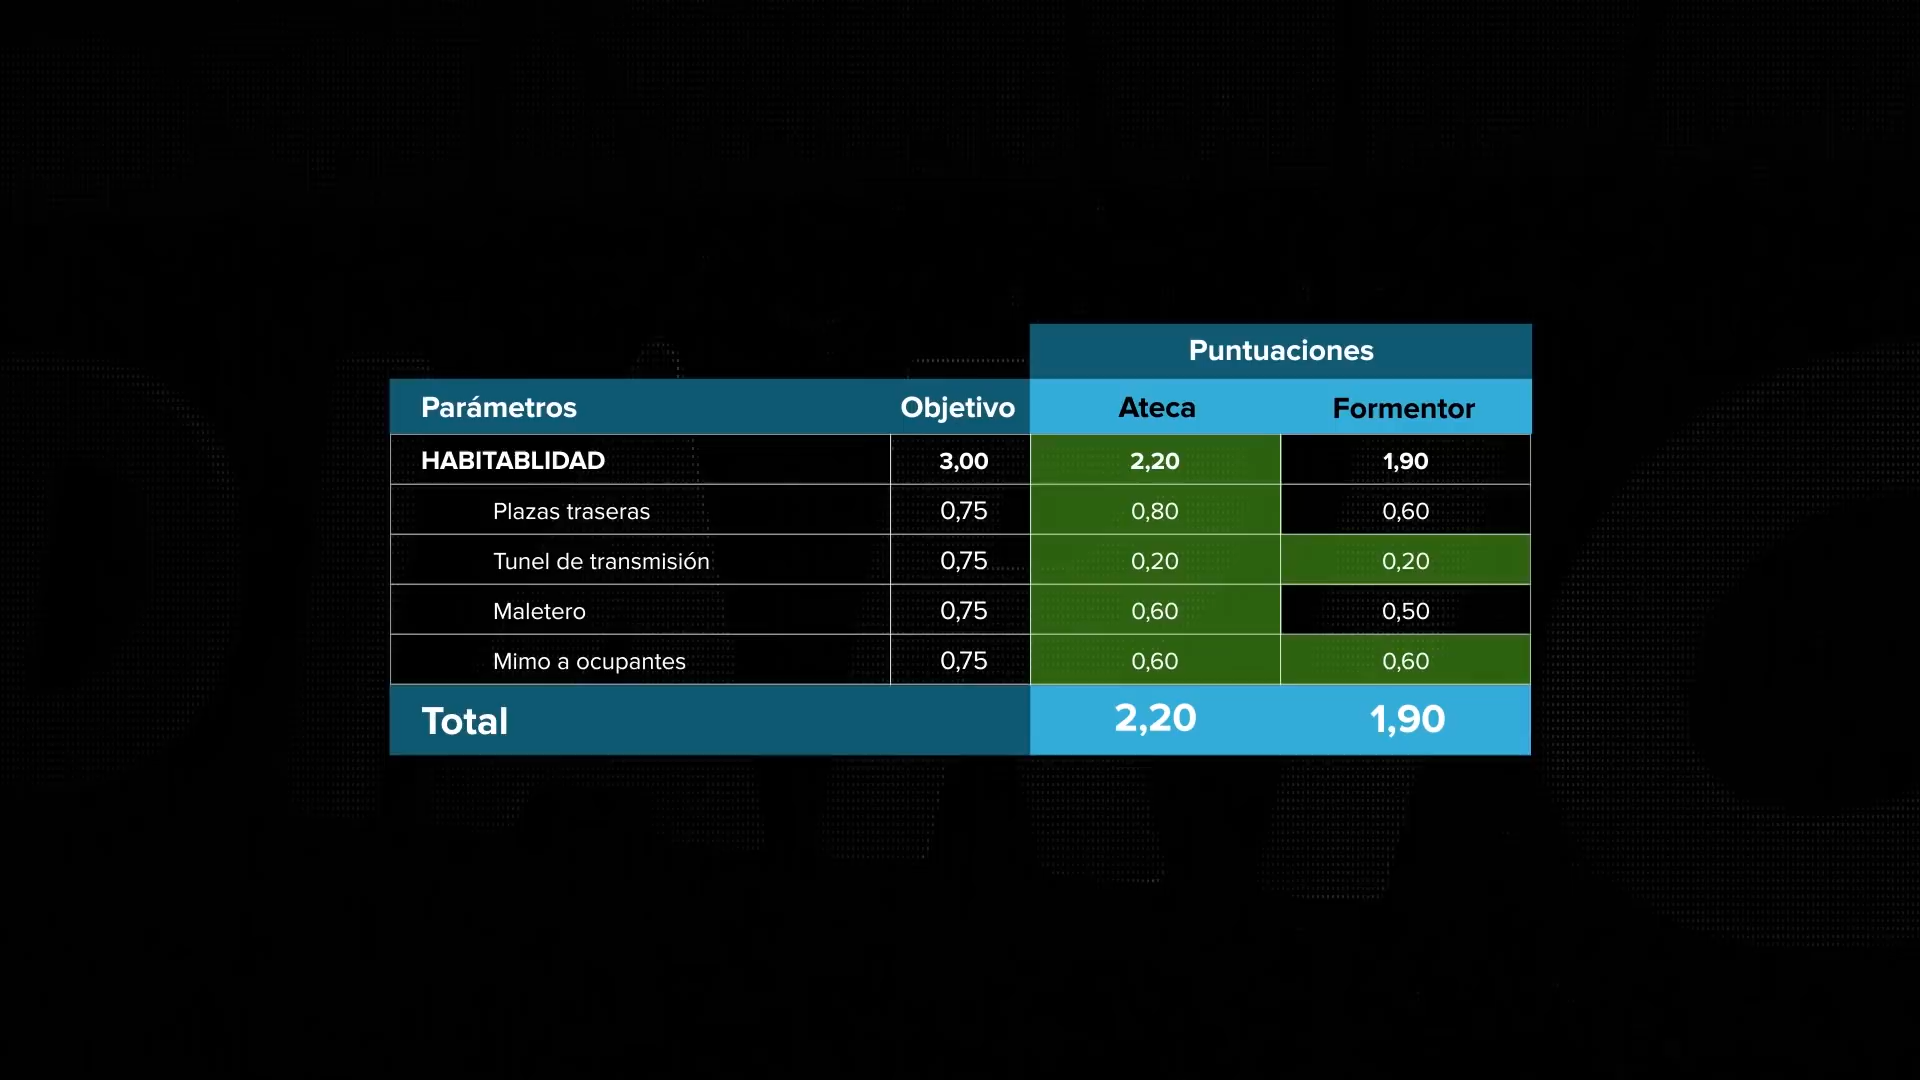 Puntuaciones
Parámetros Objetivo Ateca Formentor
HABITABLIDAD 3,00 2,20 1,90
Plazas traseras 0,75 0,80 0,60
Tunel de transmisión 0,75 0,20 0,20
Maletero 0,75 0,60 0,50
Mimo a ocupantes 0,75 0,60 0,60
Total 2,20 1,90